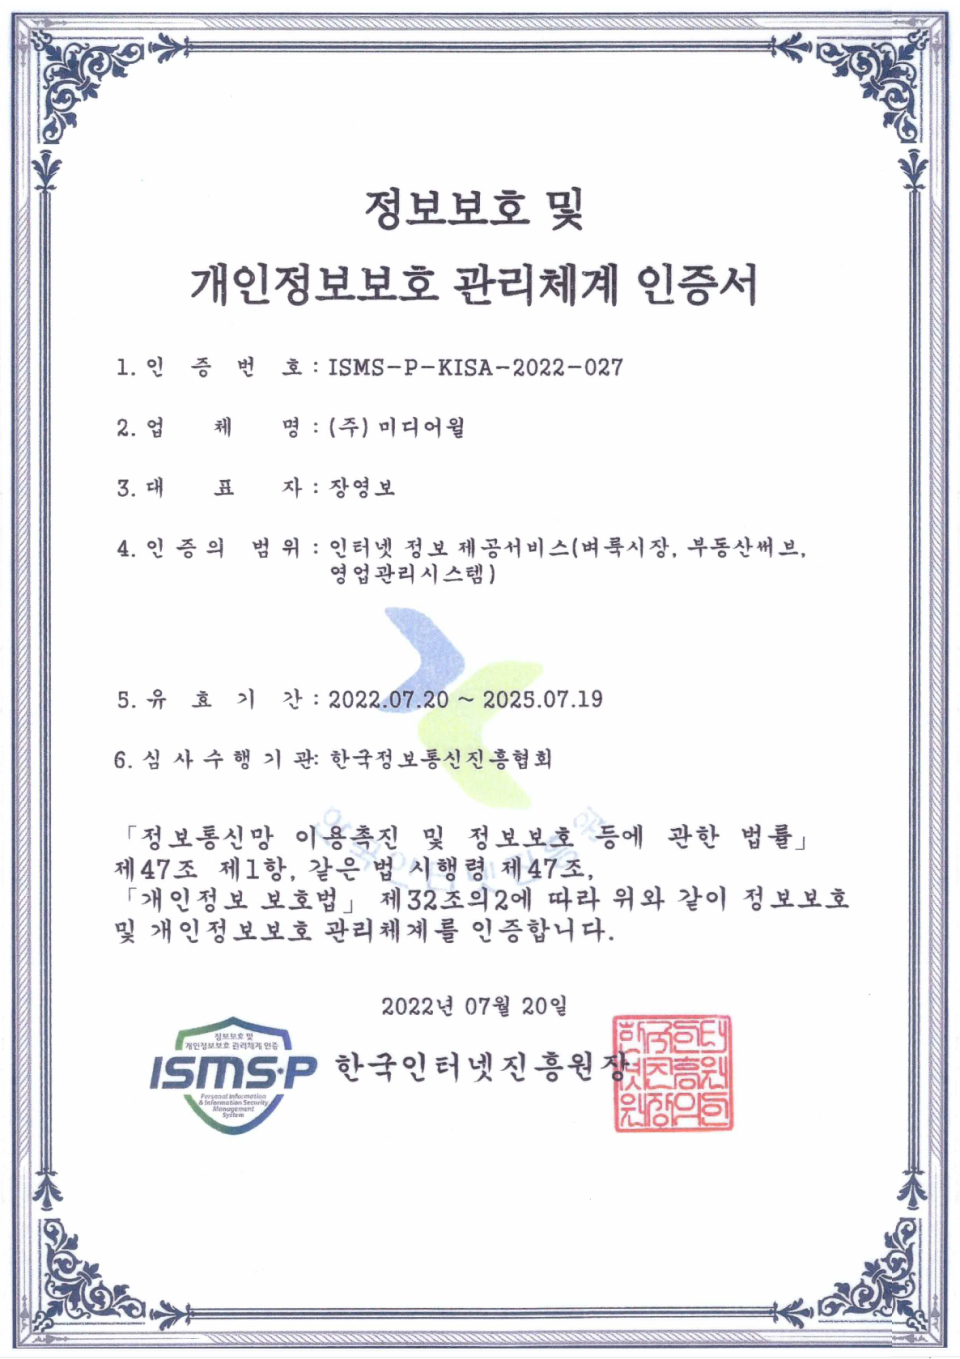 정보보호 및
개인정보보호 관리체계 인증서
1. 인 증 번 호 : ISMS-P-KISA-2022-027
2. 업 체 명 : (주) 미디어윌
3. 대 표 자 : 장영보
4. 인 증 의 범 위 : 인터넷 정보 제공서비스(벼룩시장, 부동산써브,
영업관리시스템)
5. 유 효 기 간 : 2022.07.20 ~ 2025.07.19
6. 심 사 수 행 기 관: 한국정보통신진흥협회
「정보통신망 이용촉진 및 정보보호 등에 관한 법률」
제47조 제1항, 같은 법 시행령 제47조,
「개인정보 보호법」 제32조의2에 따라 위와 같이 정보보호
및 개인정보보호 관리체계를 인증합니다.
2022년 07월 20일
정보보호 및
개인정보보호 관리체계 인증
ISMS-P
Personal Information
& Information Security
Management
System
한국인터넷진흥원장